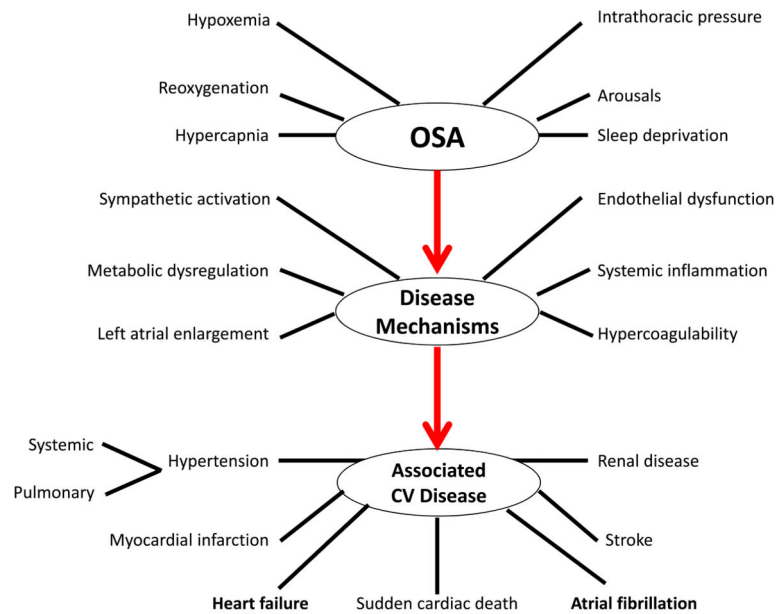 Hypoxemia
Intrathoracic pressure
Reoxygenation
Arousals
Hypercapnia
OSA
Sleep deprivation
Sympathetic activation
Endothelial dysfunction
Metabolic dysregulation
Systemic inflammation
Disease
Mechanisms
Left atrial enlargement
Hypercoagulability
Systemic
Pulmonary
Hypertension
Associated
CV Disease
Renal disease
Myocardial infarction
Stroke
Heart failure
Sudden cardiac death
Atrial fibrillation